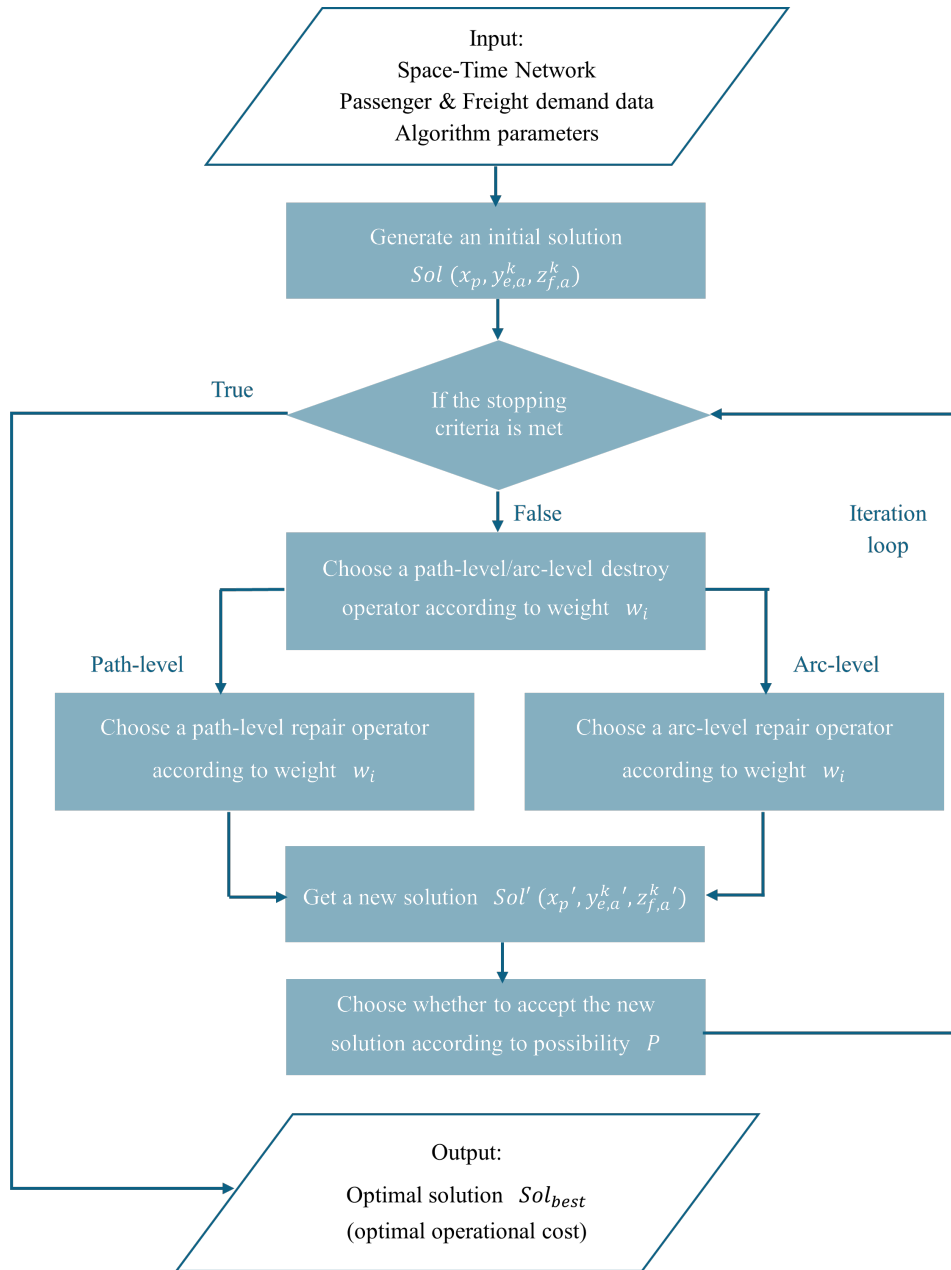 Input:
Space-Time Network
Passenger & Freight demand data
Algorithm parameters
Generate an initial solution
Sol (x_p, y_{e,a}^k, z_{f,a}^k)
True
If the stopping
criteria is met
False
Iteration
loop
Choose a path-level/arc-level destroy
operator according to weight w_i
Path-level
Arc-level
Choose a path-level repair operator
according to weight w_i
Choose a arc-level repair operator
according to weight w_i
Get a new solution Sol′ (x_p′, y_{e,a}^k′, z_{f,a}^k′)
Choose whether to accept the new
solution according to possibility P
Output:
Optimal solution Sol_{best}
(optimal operational cost)